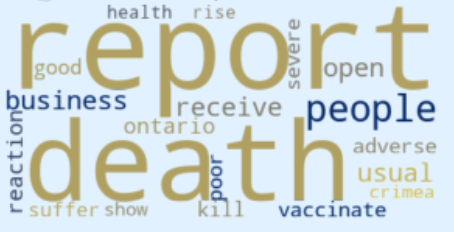 health rise
report
good severe open
business receive people
reaction death ontario poor adverse
usual
crimea
suffer show kill vaccinate